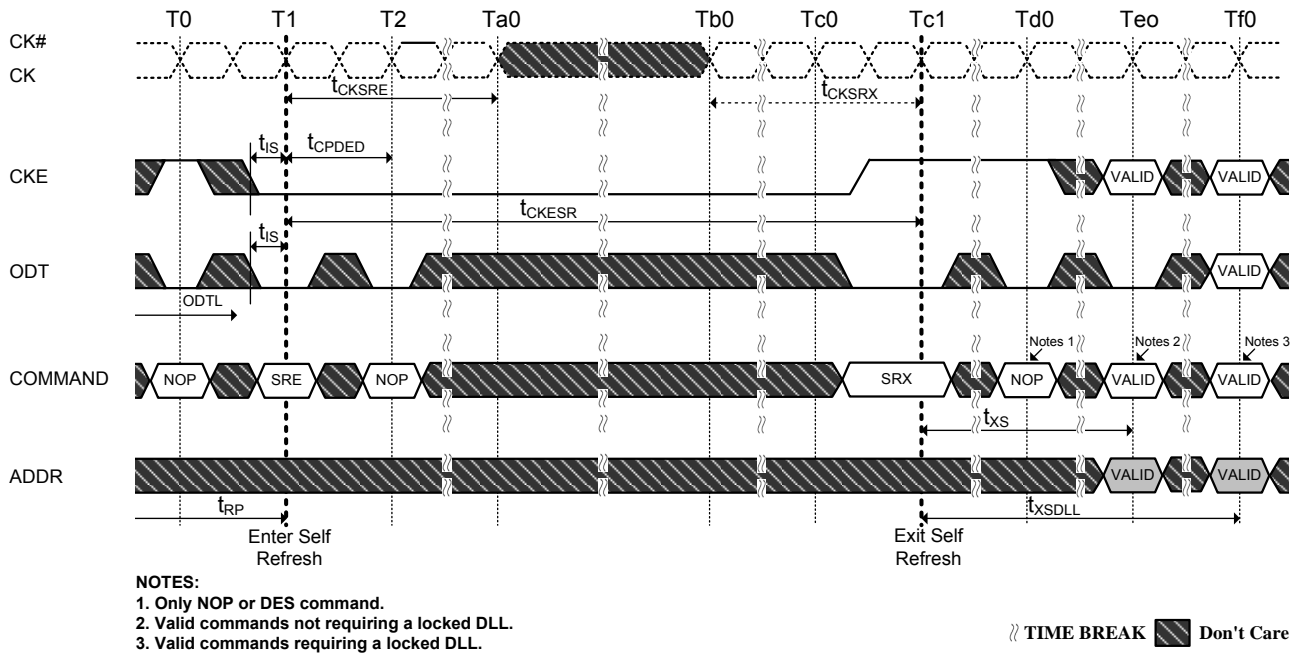 T0 T1 T2 Ta0 Tb0 Tc0 Tc1 Td0 Teo Tf0
CK#
CK
tCKSRE
tCKSRX
tIS
tCPDED
CKE
VALID VALID
tCKESR
tIS
ODT
VALID
ODTL
Notes 1 Notes 2 Notes 3
COMMAND
NOP SRE NOP SRX NOP VALID VALID
tXS
ADDR
VALID VALID
tRP
tXSDLL
Enter Self
Refresh
Exit Self
Refresh
NOTES:
1. Only NOP or DES command.
2. Valid commands not requiring a locked DLL.
3. Valid commands requiring a locked DLL.
TIME BREAK Don't Care